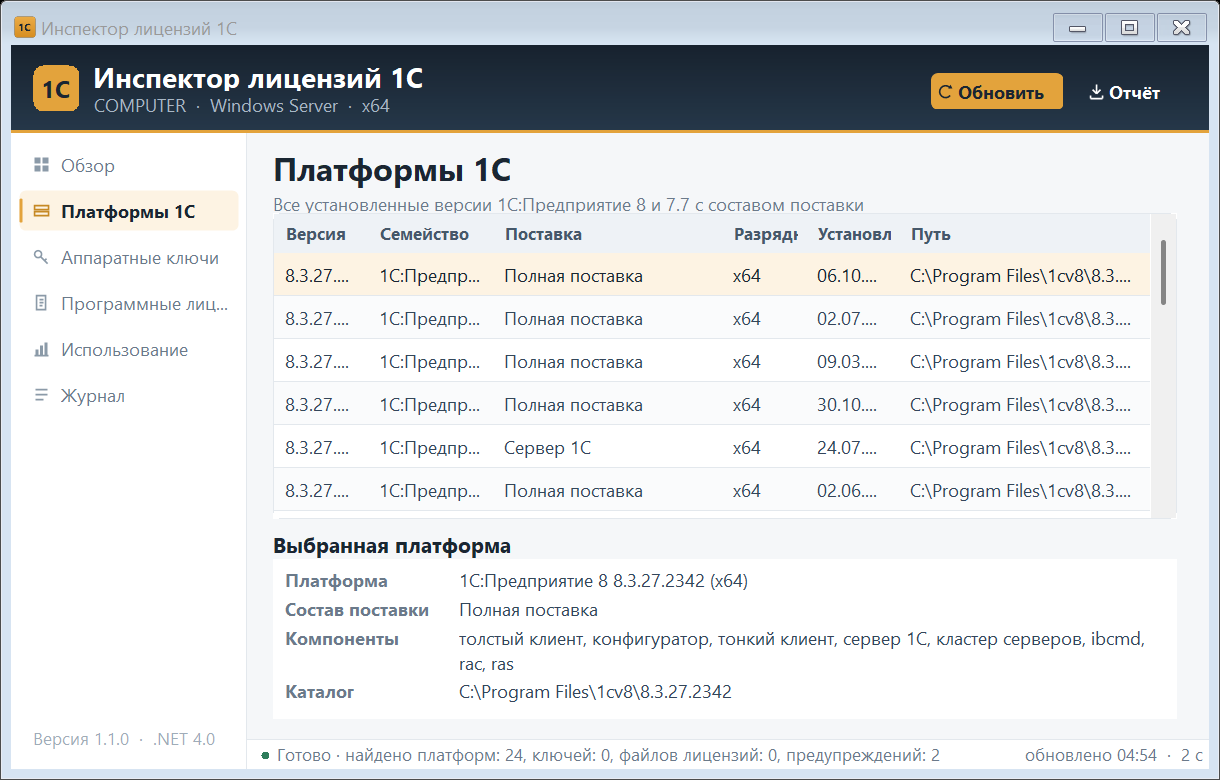 1С Инспектор лицензий 1С
1С
Инспектор лицензий 1С
COMPUTER · Windows Server · x64
Обновить
Отчёт
Обзор
Платформы 1С
Аппаратные ключи
Программные лиц...
Использование
Журнал
Версия 1.1.0 · .NET 4.0
Платформы 1С
Все установленные версии 1С:Предприятие 8 и 7.7 с составом поставки
Версия Семейство Поставка Разрядн Установл Путь
8.3.27.... 1С:Предпр... Полная поставка x64 06.10.... C:\Program Files\1cv8\8.3....
8.3.27.... 1С:Предпр... Полная поставка x64 02.07.... C:\Program Files\1cv8\8.3....
8.3.27.... 1С:Предпр... Полная поставка x64 09.03.... C:\Program Files\1cv8\8.3....
8.3.27.... 1С:Предпр... Полная поставка x64 30.10.... C:\Program Files\1cv8\8.3....
8.3.27.... 1С:Предпр... Сервер 1С x64 24.07.... C:\Program Files\1cv8\8.3....
8.3.27.... 1С:Предпр... Полная поставка x64 02.06.... C:\Program Files\1cv8\8.3....
Выбранная платформа
Платформа 1С:Предприятие 8 8.3.27.2342 (x64)
Состав поставки Полная поставка
Компоненты толстый клиент, конфигуратор, тонкий клиент, сервер 1С, кластер серверов, ibcmd,
rac, ras
Каталог C:\Program Files\1cv8\8.3.27.2342
Готово · найдено платформ: 24, ключей: 0, файлов лицензий: 0, предупреждений: 2
обновлено 04:54 · 2 с